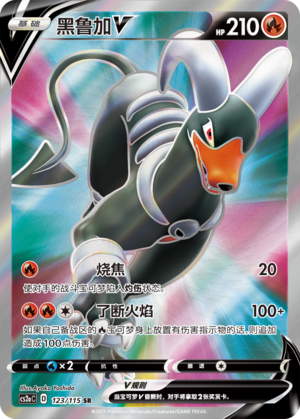 基础
黑鲁加V
HP 210
烧焦 20
使对手的战斗宝可梦陷入灼伤状态。
了断火焰 100+
如果自己备战区的宝可梦身上放置有伤害指示物的话，则追加
造成100点伤害。
弱点 ×2 抗性 撤退
V规则
当宝可梦V昏厥时，对手将拿取2张奖赏卡。
Illus. Ayaka Yoshida
CS2aC D 123/115 SR